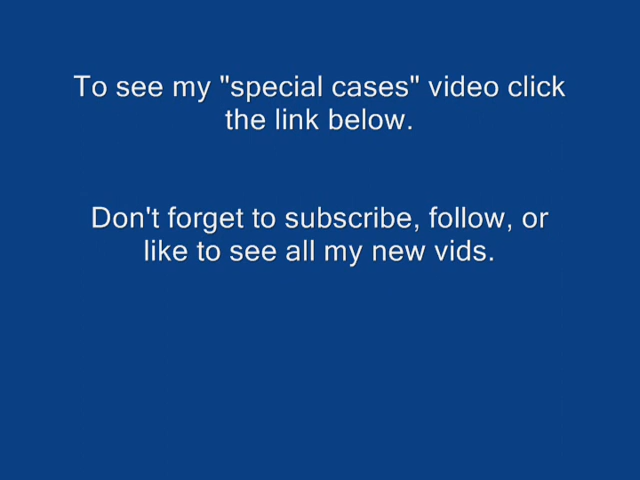 To see my "special cases" video click
the link below.
Don't forget to subscribe, follow, or
like to see all my new vids.